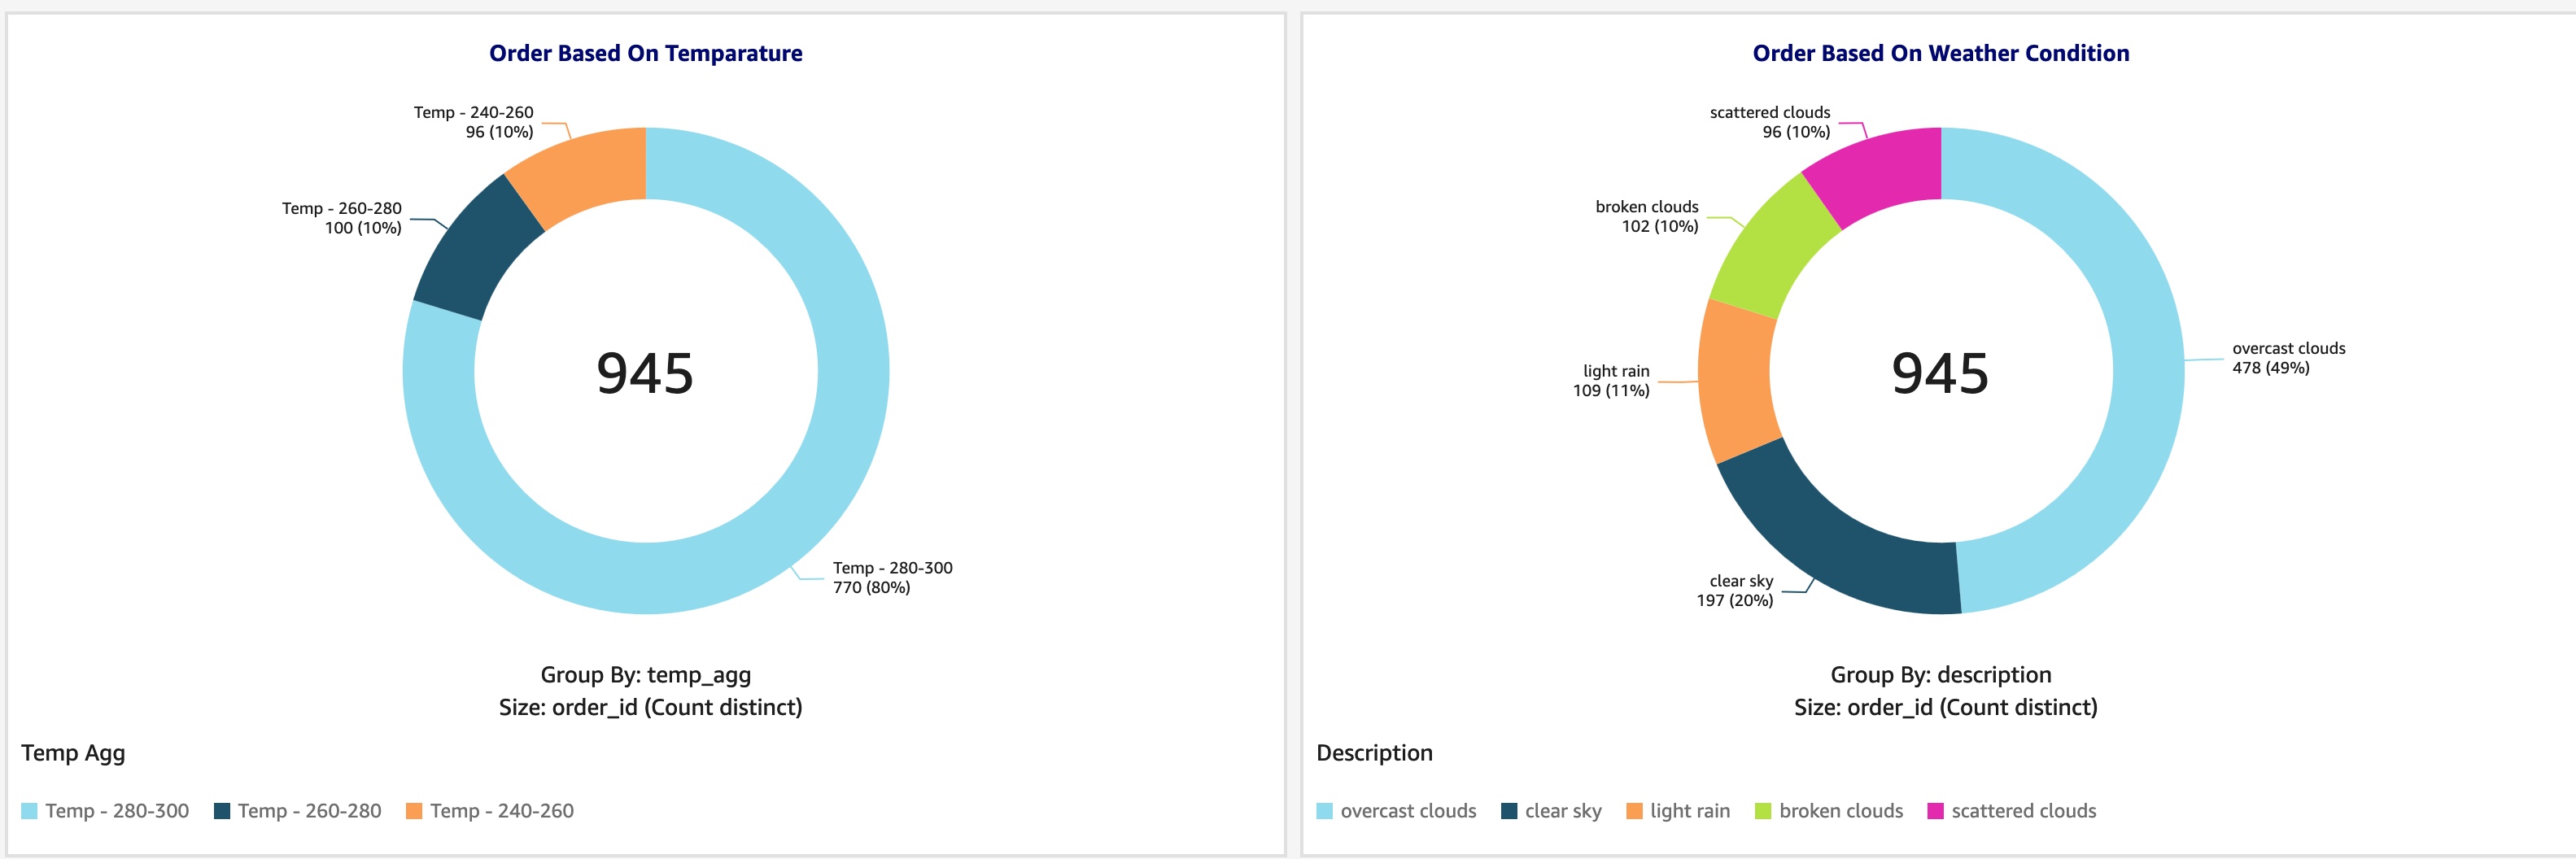 Order Based On Temparature
Temp - 240-260
96 (10%)
Temp - 260-280
100 (10%)
945
Temp - 280-300
770 (80%)
Group By: temp_agg
Size: order_id (Count distinct)
Temp Agg
Temp - 280-300
Temp - 260-280
Temp - 240-260
Order Based On Weather Condition
scattered clouds
96 (10%)
broken clouds
102 (10%)
overcast clouds
478 (49%)
light rain
109 (11%)
945
clear sky
197 (20%)
Group By: description
Size: order_id (Count distinct)
Description
overcast clouds
clear sky
light rain
broken clouds
scattered clouds